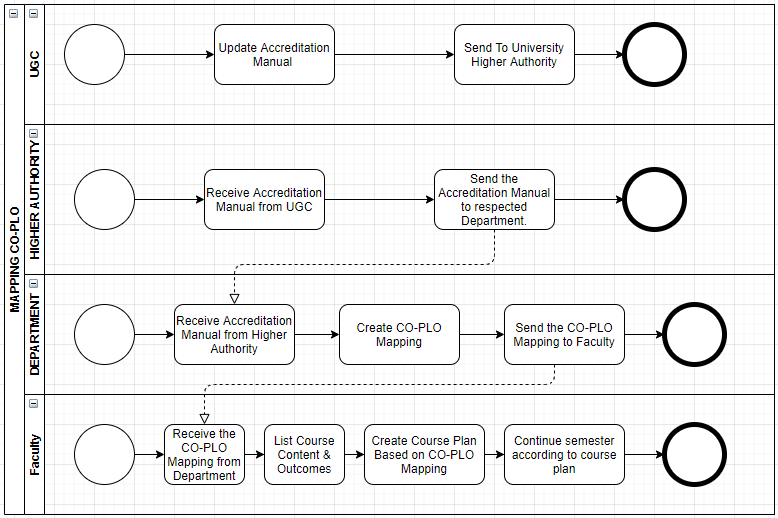 MAPPING CO-PLO
UGC
Update Accreditation
Manual
Send To University
Higher Authority
HIGHER AUTHORITY
Receive Accreditation
Manual from UGC
Send the
Accreditation Manual
to respected
Department.
DEPARTMENT
Receive Accreditation
Manual from Higher
Authority
Create CO-PLO
Mapping
Send the CO-PLO
Mapping to Faculty
Faculty
Receive the
CO-PLO
Mapping from
Department
List Course
Content &
Outcomes
Create Course Plan
Based on CO-PLO
Mapping
Continue semester
according to course
plan